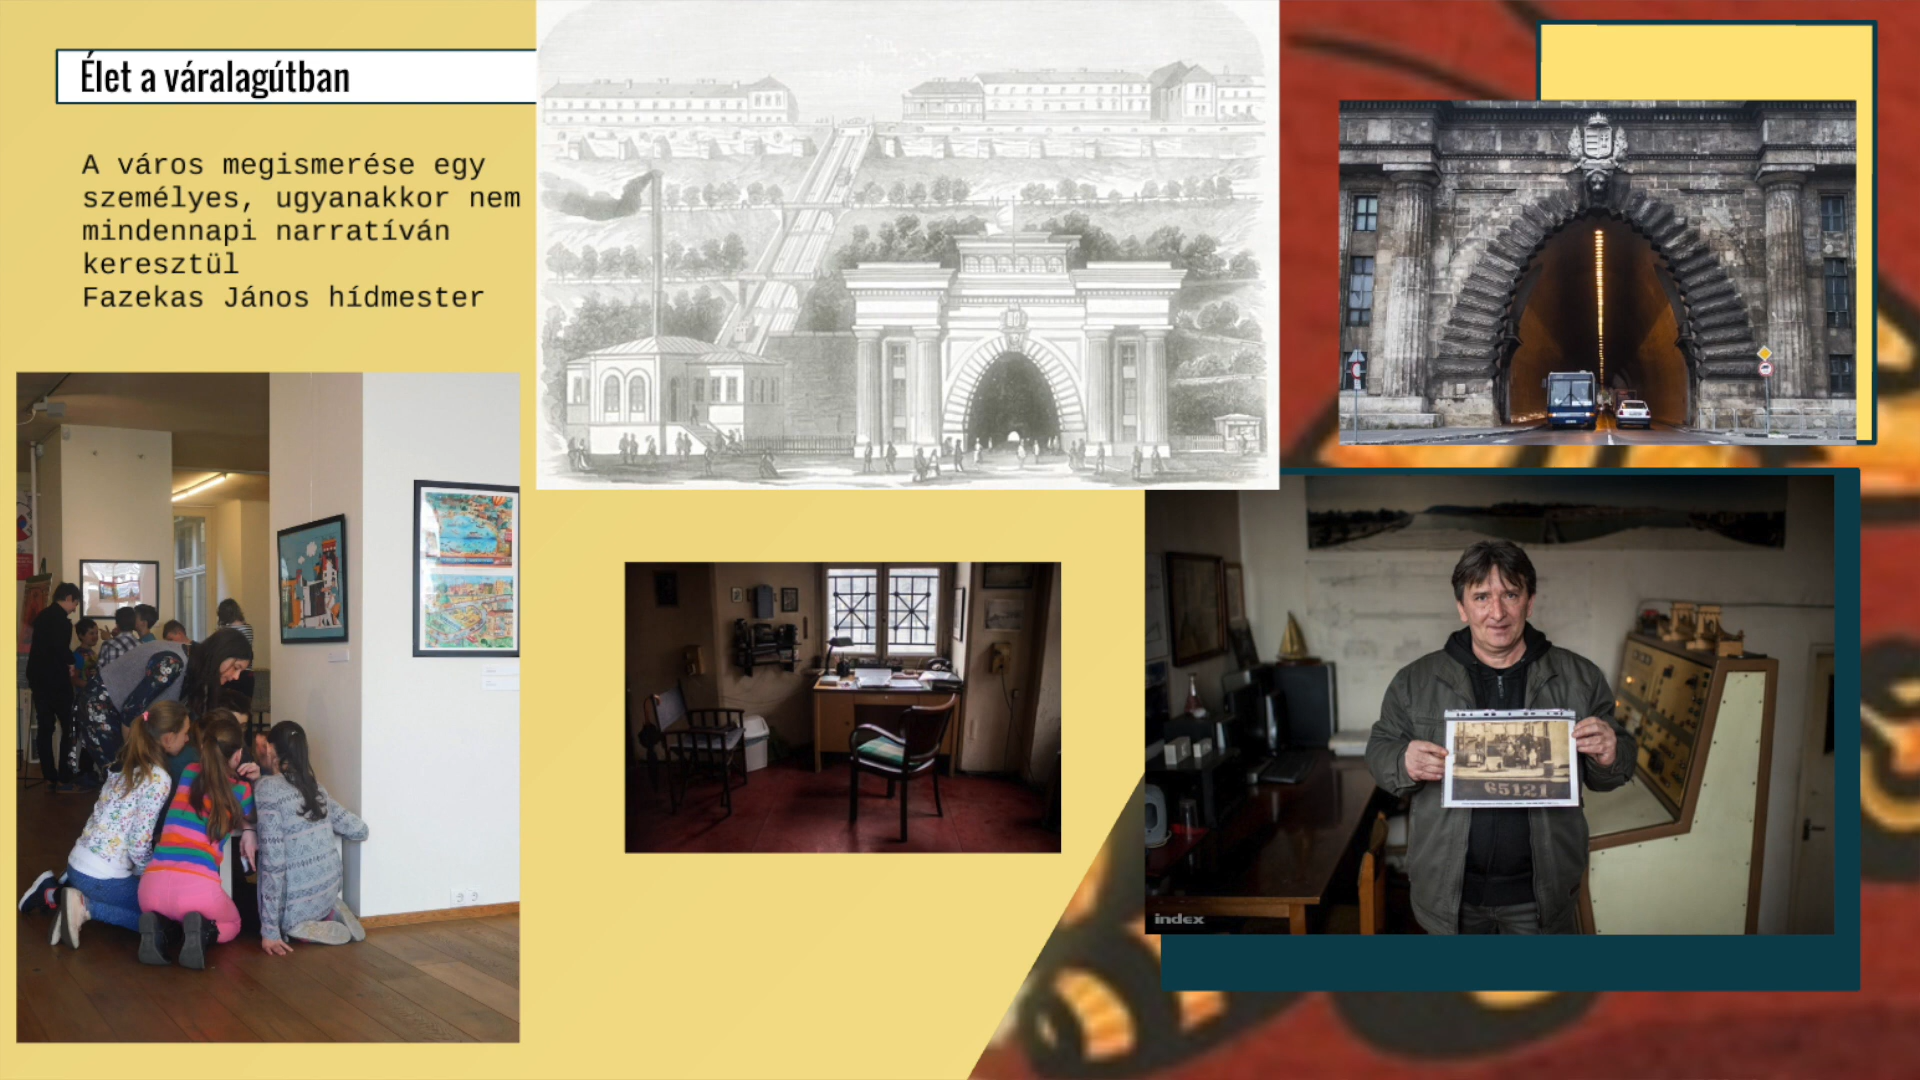 Élet a váralagútban
A város megismerése egy
személyes, ugyanakkor nem
mindennapi narratíván
keresztül
Fazekas János hídmester
65121
index